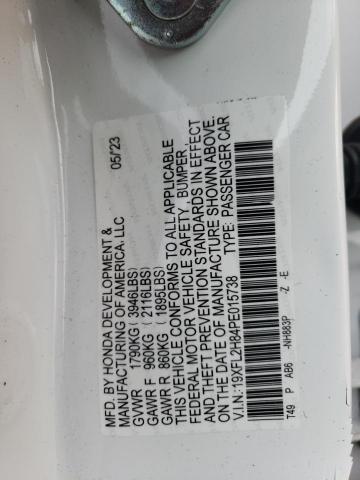 MFD. BY HONDA DEVELOPMENT & 05/'23
MANUFACTURING OF AMERICA, LLC
GVWR 1790KG ( 3946LBS)
GAWR F 960KG ( 2116LBS)
GAWR R 860KG ( 1895LBS)
THIS VEHICLE CONFORMS TO ALL APPLICABLE
FEDERAL MOTOR VEHICLE SAFETY, BUMPER,
AND THEFT PREVENTION STANDARDS IN EFFECT
ON THE DATE OF MANUFACTURE SHOWN ABOVE.
V.I.N.:19XFL2H84PE015738 TYPE: PASSENGER CAR
T49 P AB6 -NH883P -Z -E